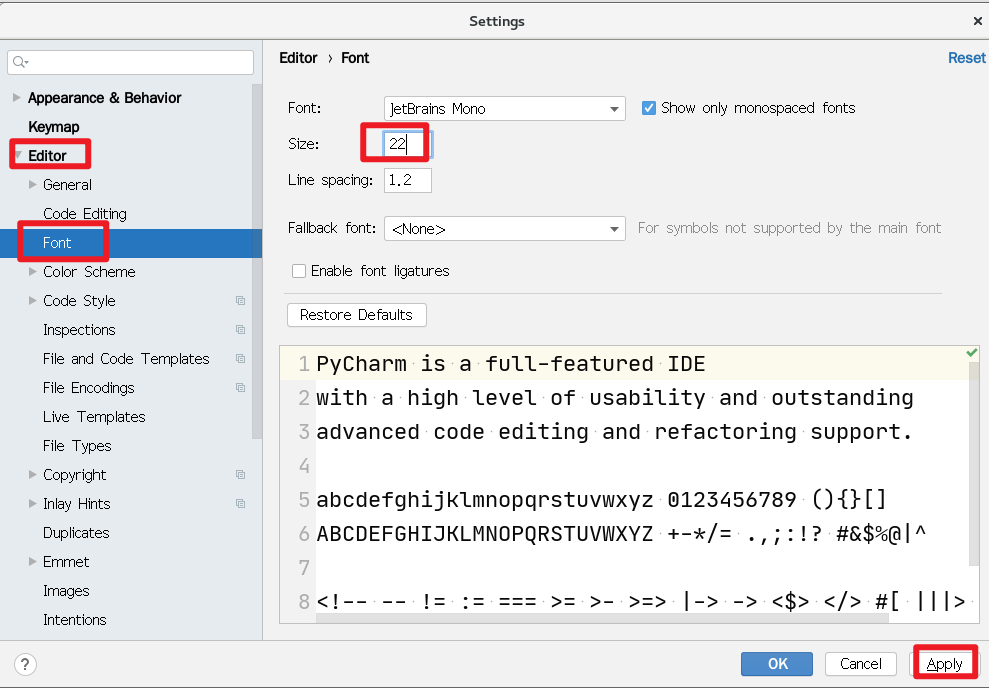 Settings
Editor › Font
Reset
Appearance & Behavior
Keymap
Editor
General
Code Editing
Font
Color Scheme
Code Style
Inspections
File and Code Templates
File Encodings
Live Templates
File Types
Copyright
Inlay Hints
Duplicates
Emmet
Images
Intentions
Font:
JetBrains Mono
Show only monospaced fonts
Size:
22
Line spacing:
1.2
Fallback font:
<None>
For symbols not supported by the main font
Enable font ligatures
Restore Defaults
1 PyCharm is a full-featured IDE
2 with a high level of usability and outstanding
3 advanced code editing and refactoring support.
4
5 abcdefghijklmnopqrstuvwxyz 0123456789 (){}[]
6 ABCDEFGHIJKLMNOPQRSTUVWXYZ +-*/= .,;:!? #&$%@|^
7
8 <!-- -- != := === >= >- >=> |-> -> <$> </> #[ |||>
?
OK
Cancel
Apply